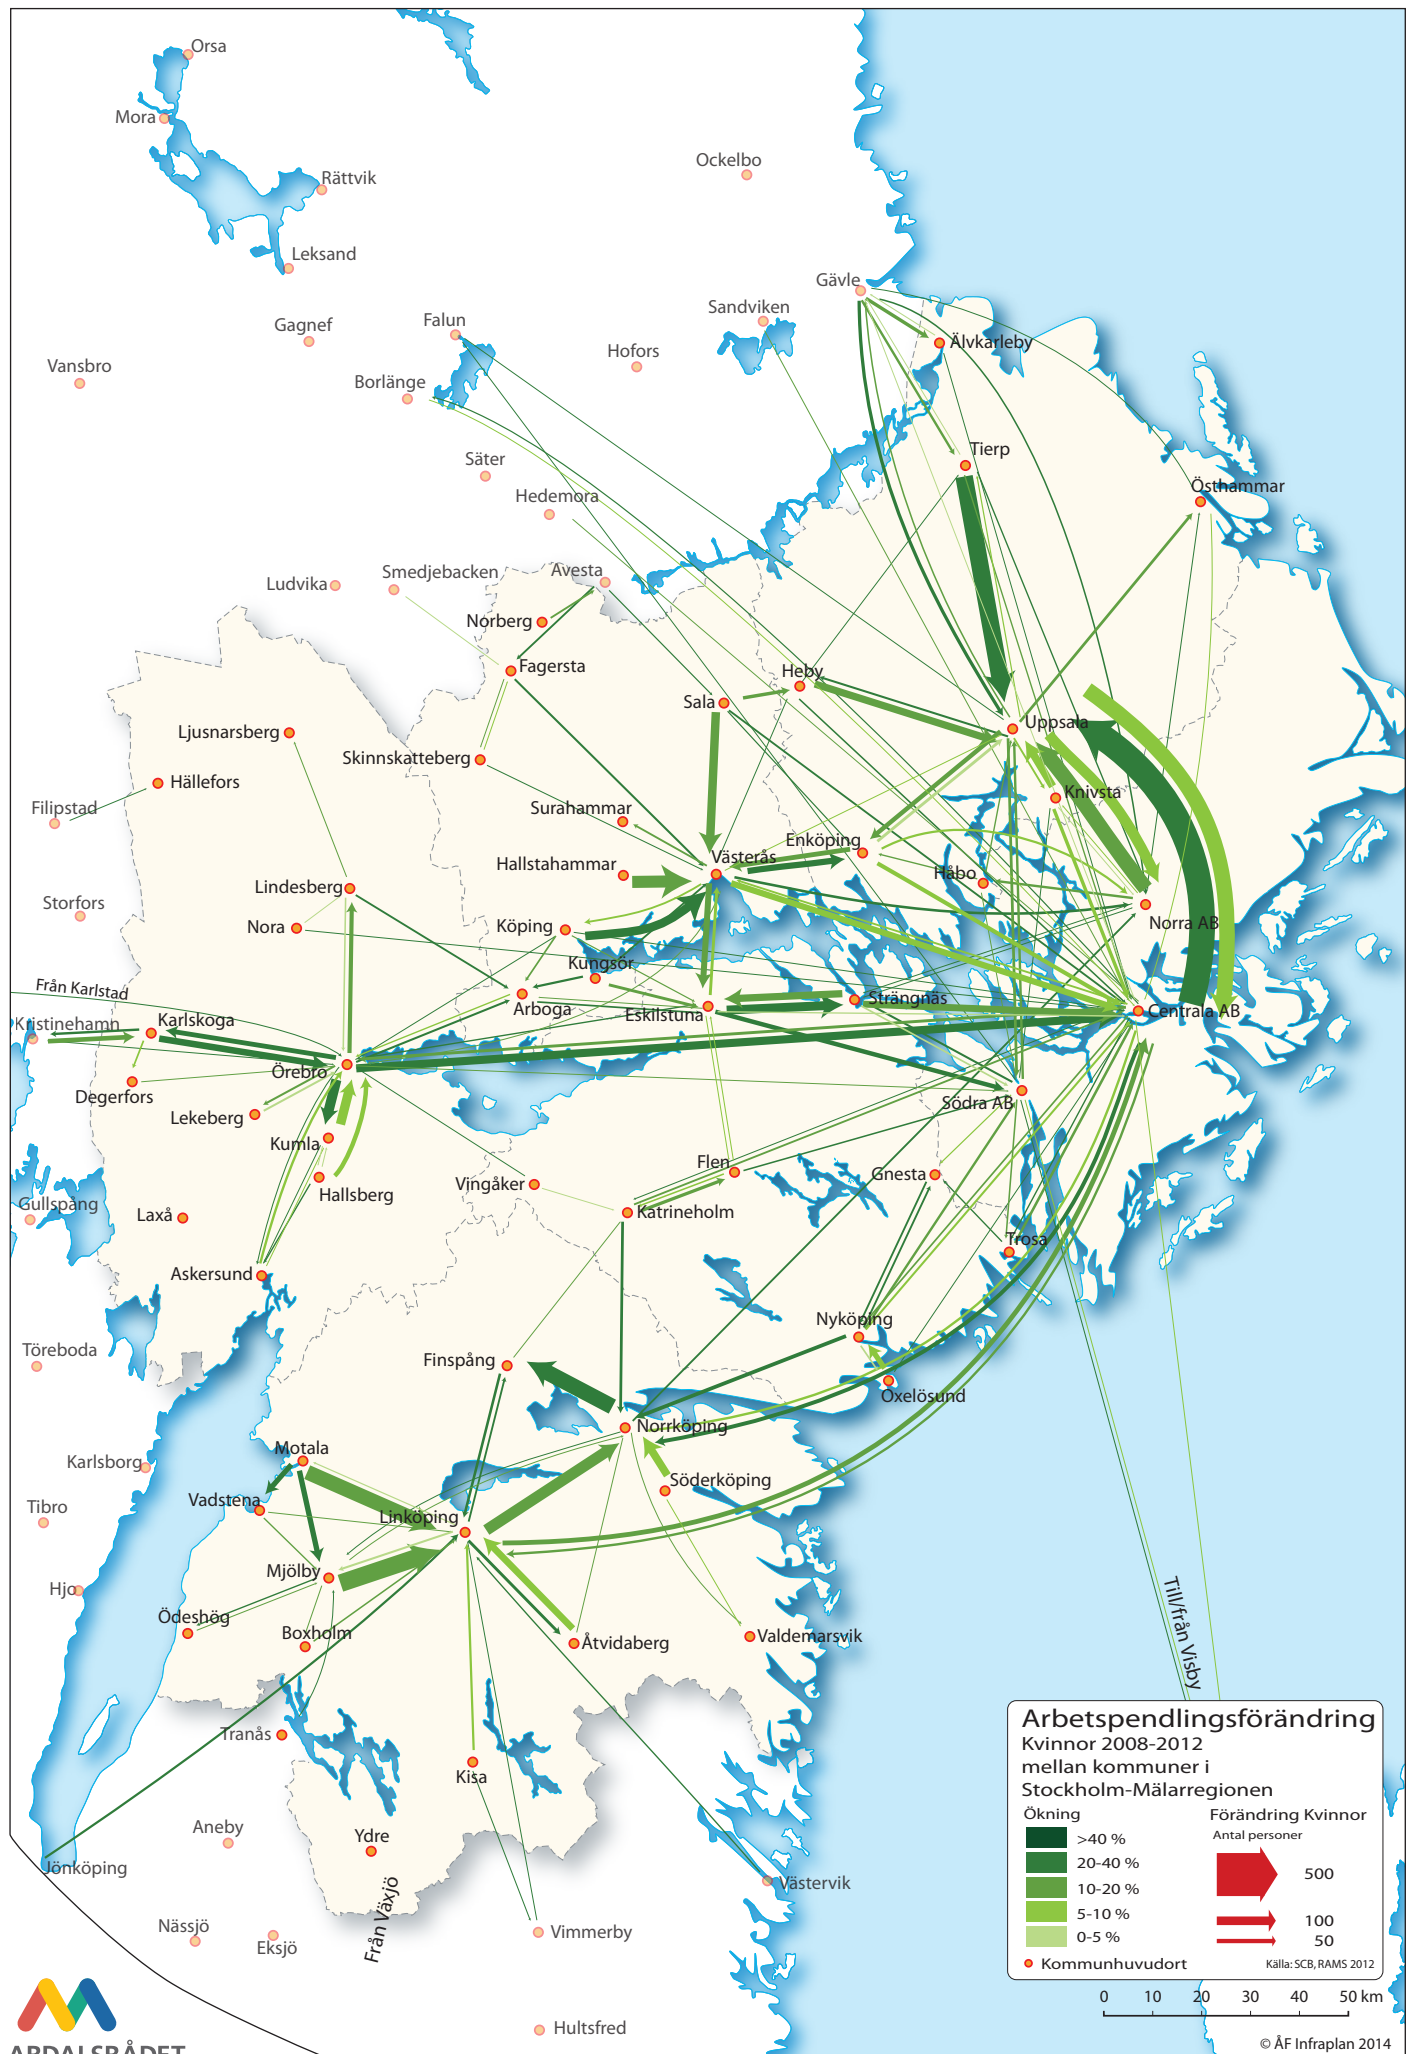 Orsa
Mora
Ockelbo
Rättvik
Leksand
Gävle
Sandviken
Gagnef
Falun
Älvkarleby
Hofors
Vansbro
Borlänge
Tierp
Säter
Östhammar
Hedemora
Avesta
Smedjebacken
Ludvika
Norberg
Fagersta
Heby
Sala
Uppsala
Ljusnarsberg
Skinnskatteberg
Hällefors
Knivsta
Filipstad
Surahammar
Enköping
Västerås
Hallstahammar
Håbo
Lindesberg
Storfors
Norra AB
Nora
Köping
Kungsör
Från Karlstad
Strängnäs
Arboga
Eskilstuna
Centrala AB
Karlskoga
Kristinehamn
Örebro
Degerfors
Södra AB
Lekeberg
Kumla
Flen
Gnesta
Vingåker
Hallsberg
Gullspång
Laxå
Katrineholm
Trosa
Askersund
Nyköping
Töreboda
Finspång
Oxelösund
Norrköping
Motala
Karlsborg
Söderköping
Vadstena
Tibro
Linköping
Mjölby
Hjo
Ödeshög
Boxholm
Åtvidaberg
Valdemarsvik
Till/från Visby
Tranås
Kisa
Aneby
Ydre
Jönköping
Västervik
Från Växjö
Nässjö
Eksjö
Vimmerby
Hultsfred
Arbetspendlingsförändring
Kvinnor 2008-2012
mellan kommuner i
Stockholm-Mälarregionen
Ökning
Förändring Kvinnor
Antal personer
>40 %
20-40 %
500
10-20 %
5-10 %
100
0-5 %
50
Kommunhuvudort
Källa: SCB, RAMS 2012
0 10 20 30 40 50 km
© ÅF Infraplan 2014